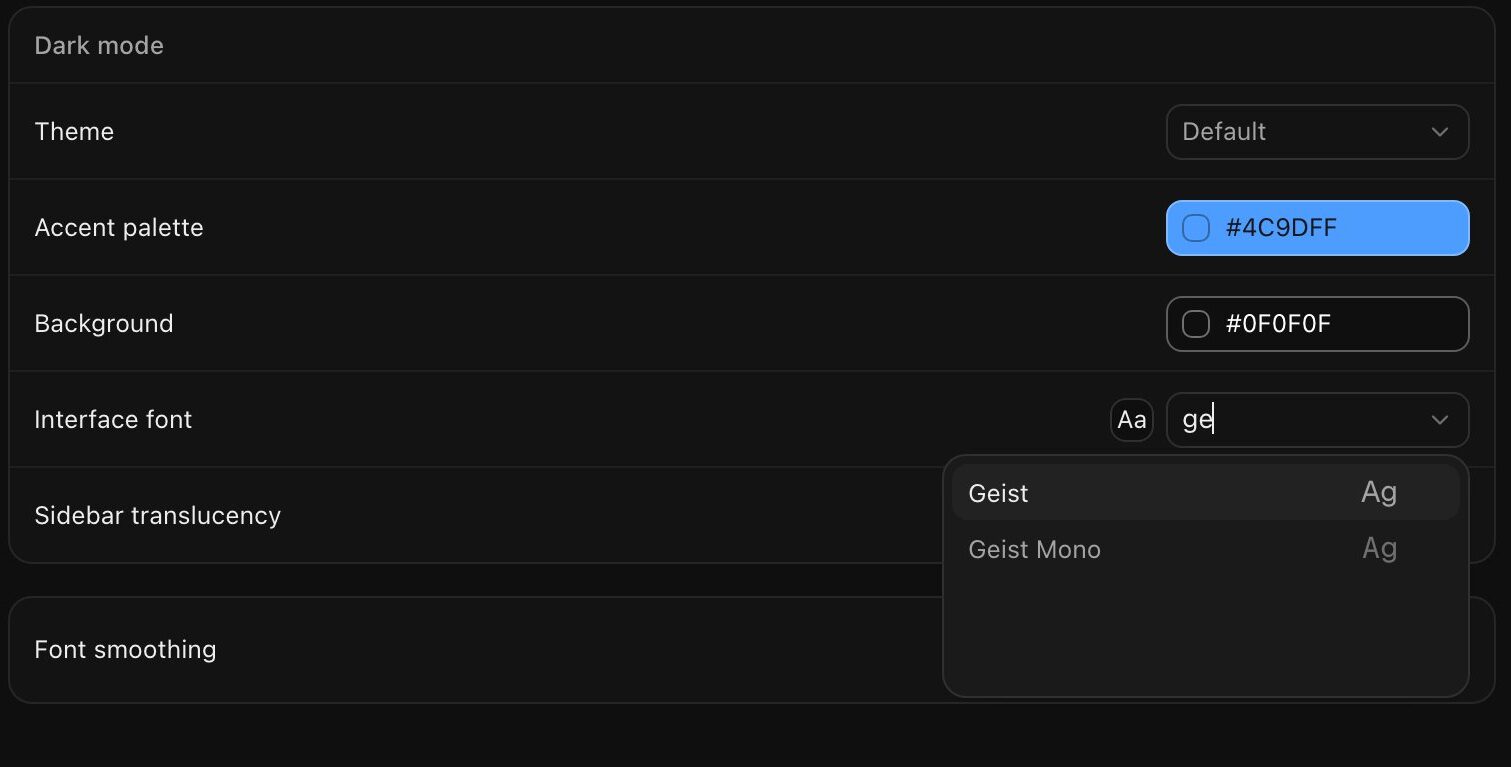 Dark mode
Theme Default
Accent palette #4C9DFF
Background #0F0F0F
Interface font Aa ge
Geist Ag
Sidebar translucency
Geist Mono Ag
Font smoothing